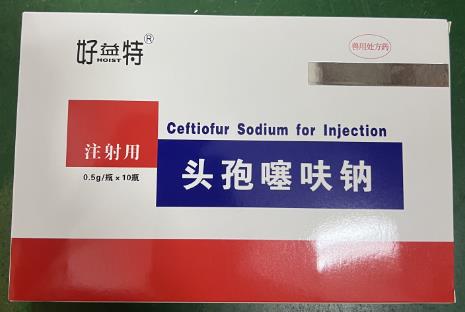 好益特®
HOIST
兽用处方药
Ceftiofur Sodium for Injection
注射用
头孢噻呋钠
0.5g/瓶×10瓶